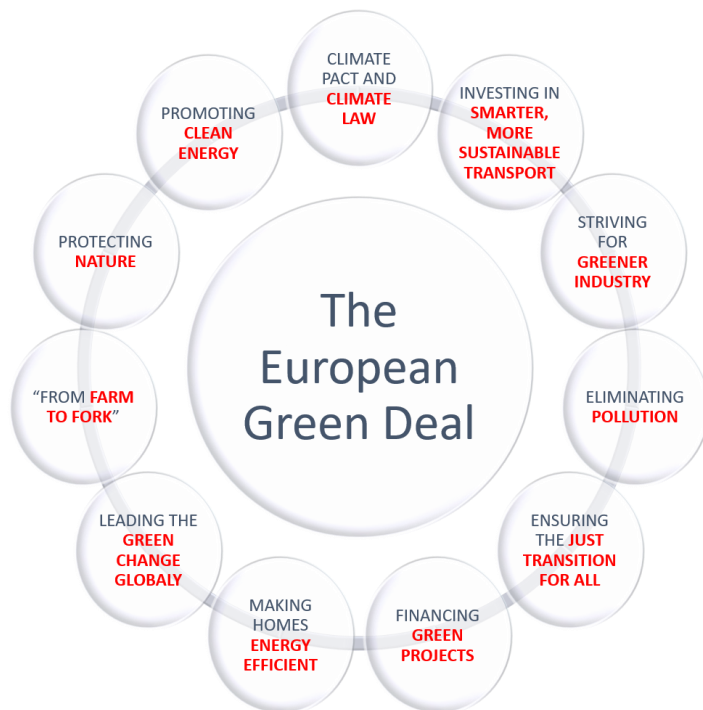 CLIMATE
PACT AND
CLIMATE
LAW
INVESTING IN
SMARTER,
MORE
SUSTAINABLE
TRANSPORT
STRIVING
FOR
GREENER
INDUSTRY
ELIMINATING
POLLUTION
ENSURING
THE JUST
TRANSITION
FOR ALL
FINANCING
GREEN
PROJECTS
MAKING
HOMES
ENERGY
EFFICIENT
LEADING THE
GREEN
CHANGE
GLOBALY
“FROM FARM
TO FORK”
PROTECTING
NATURE
PROMOTING
CLEAN
ENERGY
The
European
Green Deal